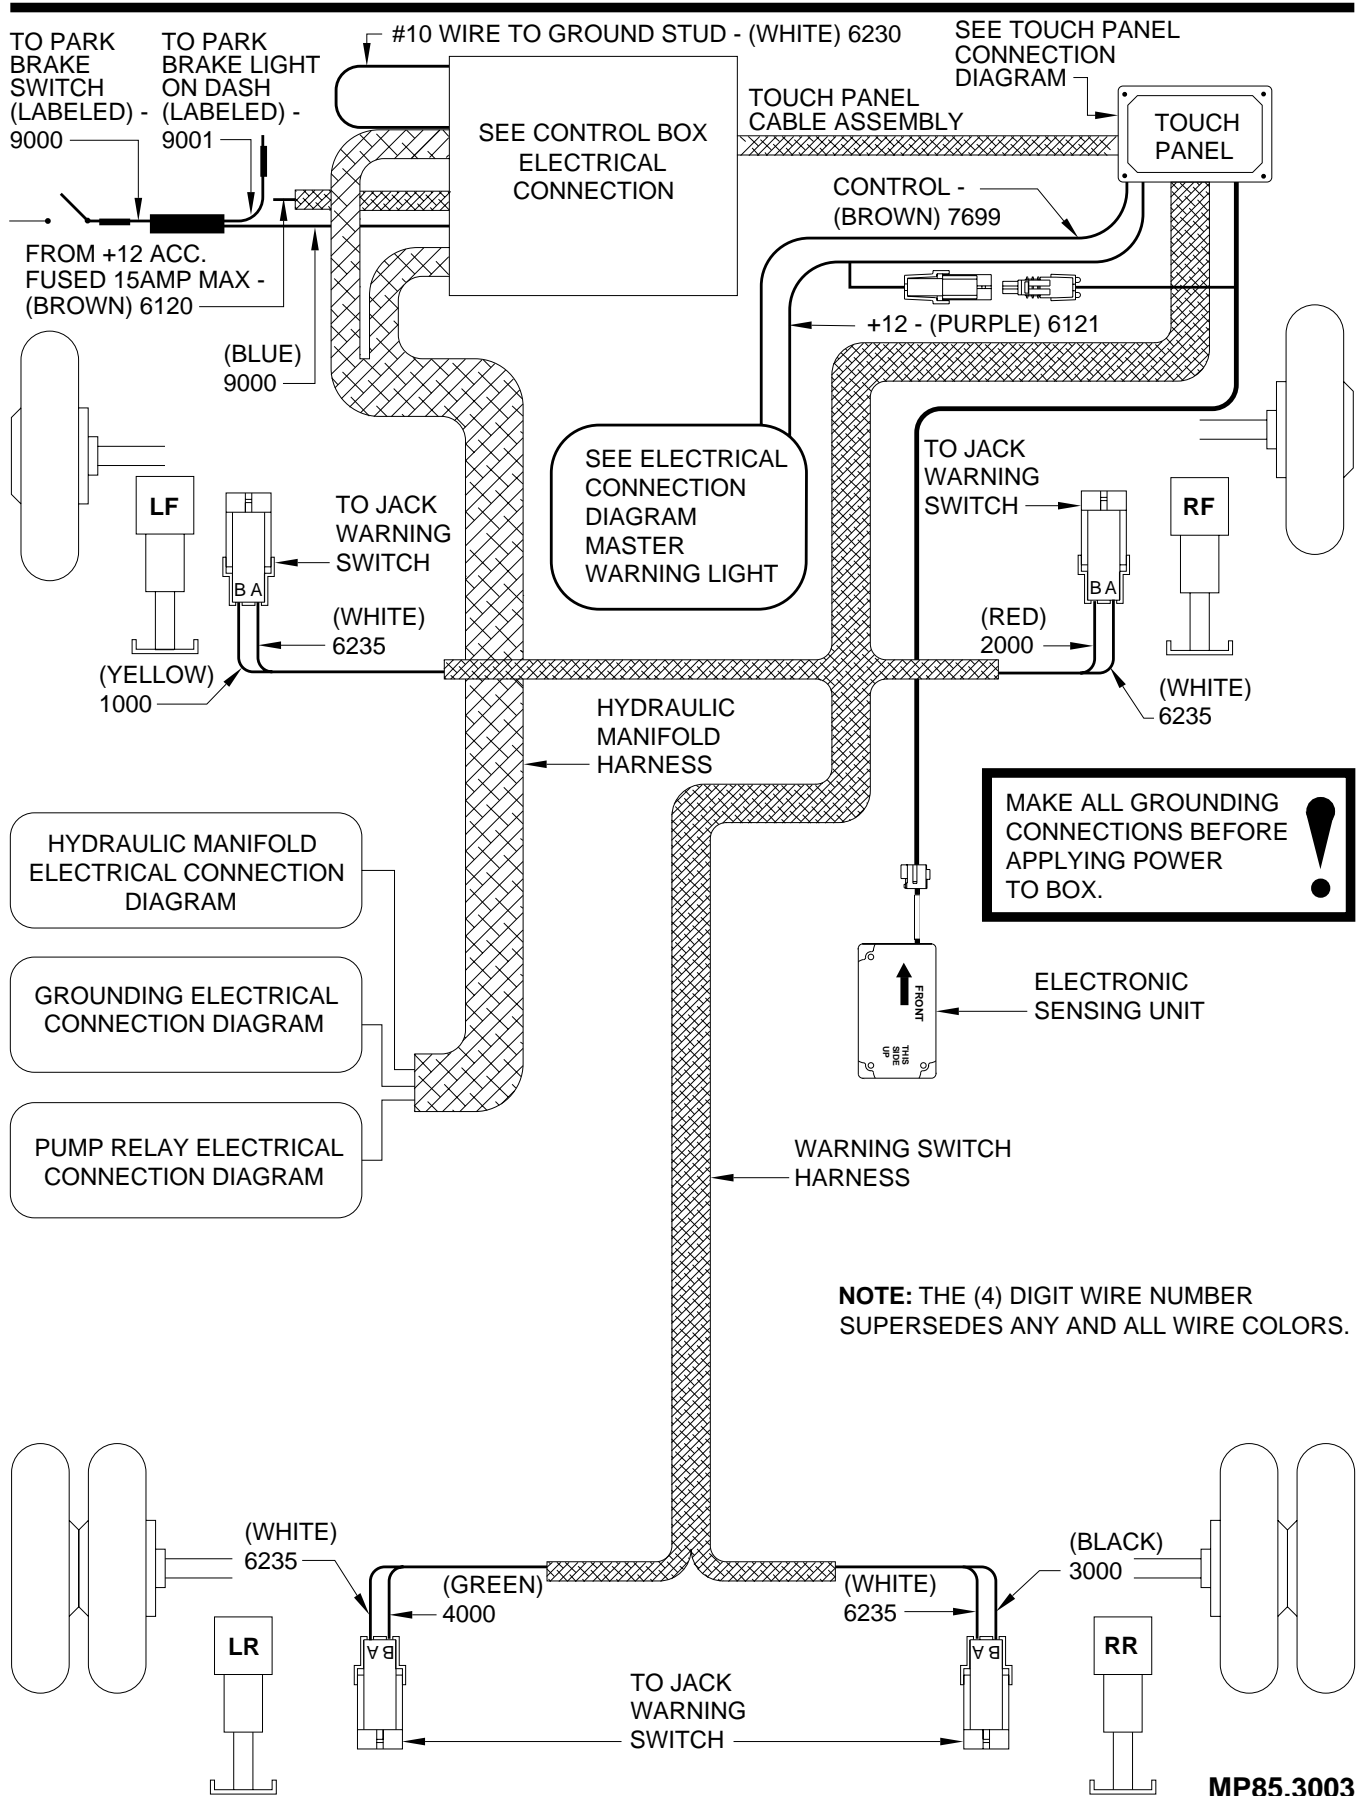 TO PARK
BRAKE
SWITCH
(LABELED) -
9000
TO PARK
BRAKE LIGHT
ON DASH
(LABELED) -
9001
#10 WIRE TO GROUND STUD - (WHITE) 6230
SEE TOUCH PANEL
CONNECTION
DIAGRAM
SEE CONTROL BOX
ELECTRICAL
CONNECTION
TOUCH PANEL
CABLE ASSEMBLY
TOUCH
PANEL
CONTROL -
(BROWN) 7699
FROM +12 ACC.
FUSED 15AMP MAX -
(BROWN) 6120
+12 - (PURPLE) 6121
(BLUE)
9000
SEE ELECTRICAL
CONNECTION
DIAGRAM
MASTER
WARNING LIGHT
TO JACK
WARNING
SWITCH
LF
TO JACK
WARNING
SWITCH
RF
B A
B A
(WHITE)
6235
(RED)
2000
(YELLOW)
1000
(WHITE)
6235
HYDRAULIC
MANIFOLD
HARNESS
MAKE ALL GROUNDING
CONNECTIONS BEFORE
APPLYING POWER
TO BOX.
!
HYDRAULIC MANIFOLD
ELECTRICAL CONNECTION
DIAGRAM
GROUNDING ELECTRICAL
CONNECTION DIAGRAM
FRONT
THIS
SIDE
UP
ELECTRONIC
SENSING UNIT
PUMP RELAY ELECTRICAL
CONNECTION DIAGRAM
WARNING SWITCH
HARNESS
NOTE: THE (4) DIGIT WIRE NUMBER
SUPERSEDES ANY AND ALL WIRE COLORS.
(WHITE)
6235
(GREEN)
4000
(WHITE)
6235
(BLACK)
3000
B A
B A
LR
RR
TO JACK
WARNING
SWITCH
MP85.3003